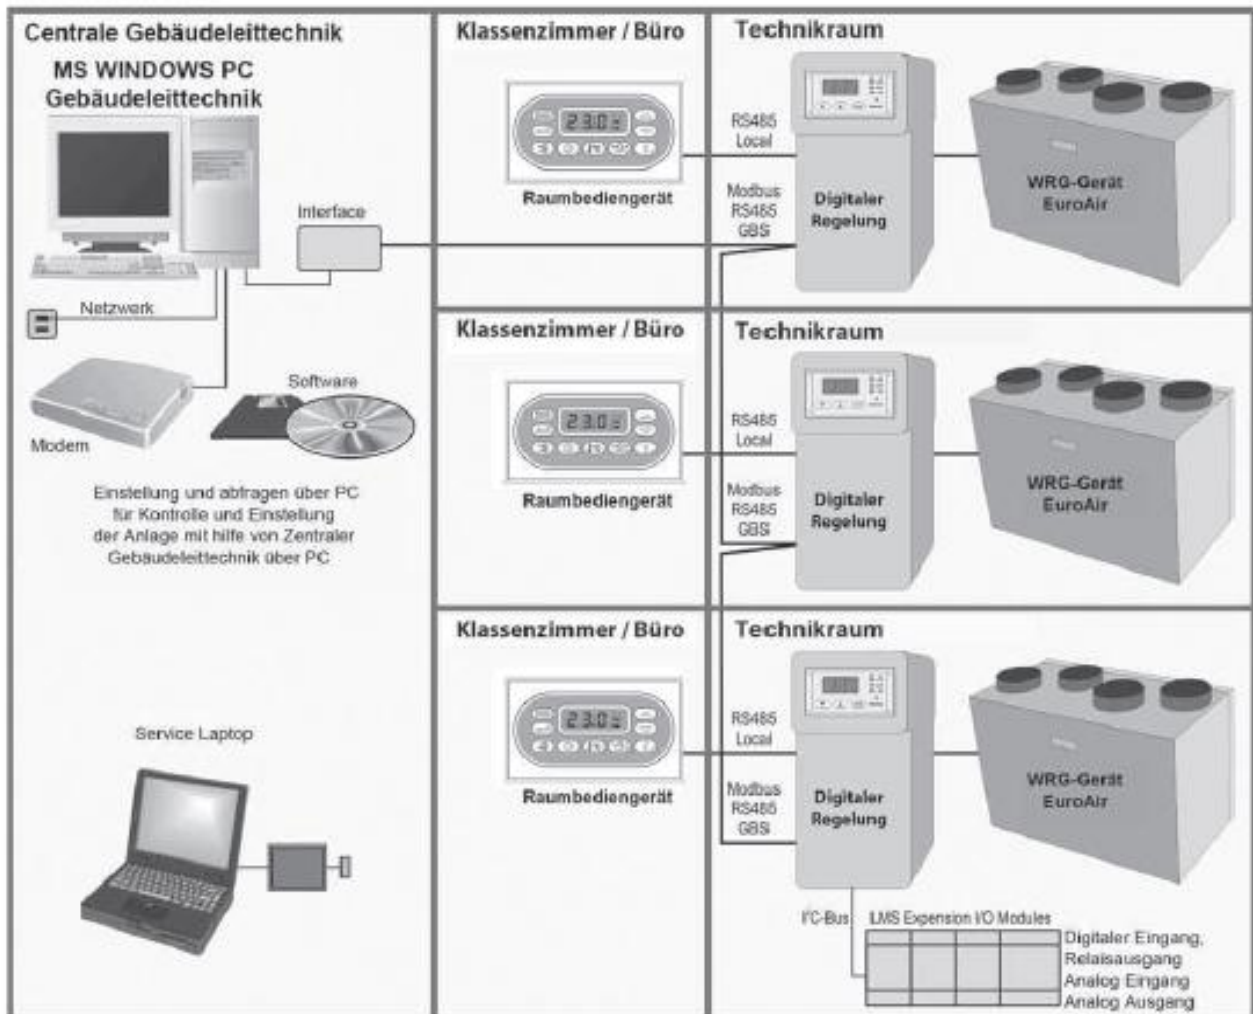 Centrale Gebäudeleittechnik
MS WINDOWS PC
Gebäudeleittechnik
Interface
Netzwerk
Software
Modem
Einstellung und abfragen über PC
für Kontrolle und Einstellung
der Anlage mit hilfe von Zentraler
Gebäudeleittechnik über PC
Service Laptop
Klassenzimmer / Büro
23.0
Raumbediengerät
Technikraum
RS485
Local
Modbus
RS485
GBSi
Digitaler
Regelung
WRG-Gerät
EuroAir
Klassenzimmer / Büro
23.0
Raumbediengerät
Technikraum
RS485
Local
Modbus
RS485
GBSi
Digitaler
Regelung
WRG-Gerät
EuroAir
Klassenzimmer / Büro
23.0
Raumbediengerät
Technikraum
RS485
Local
Modbus
RS485
GBSi
Digitaler
Regelung
WRG-Gerät
EuroAir
I²C-Bus
ILMS Expension I/O Modules
Digitaler Eingang,
Relaisausgang
Analog Eingang
Analog Ausgang